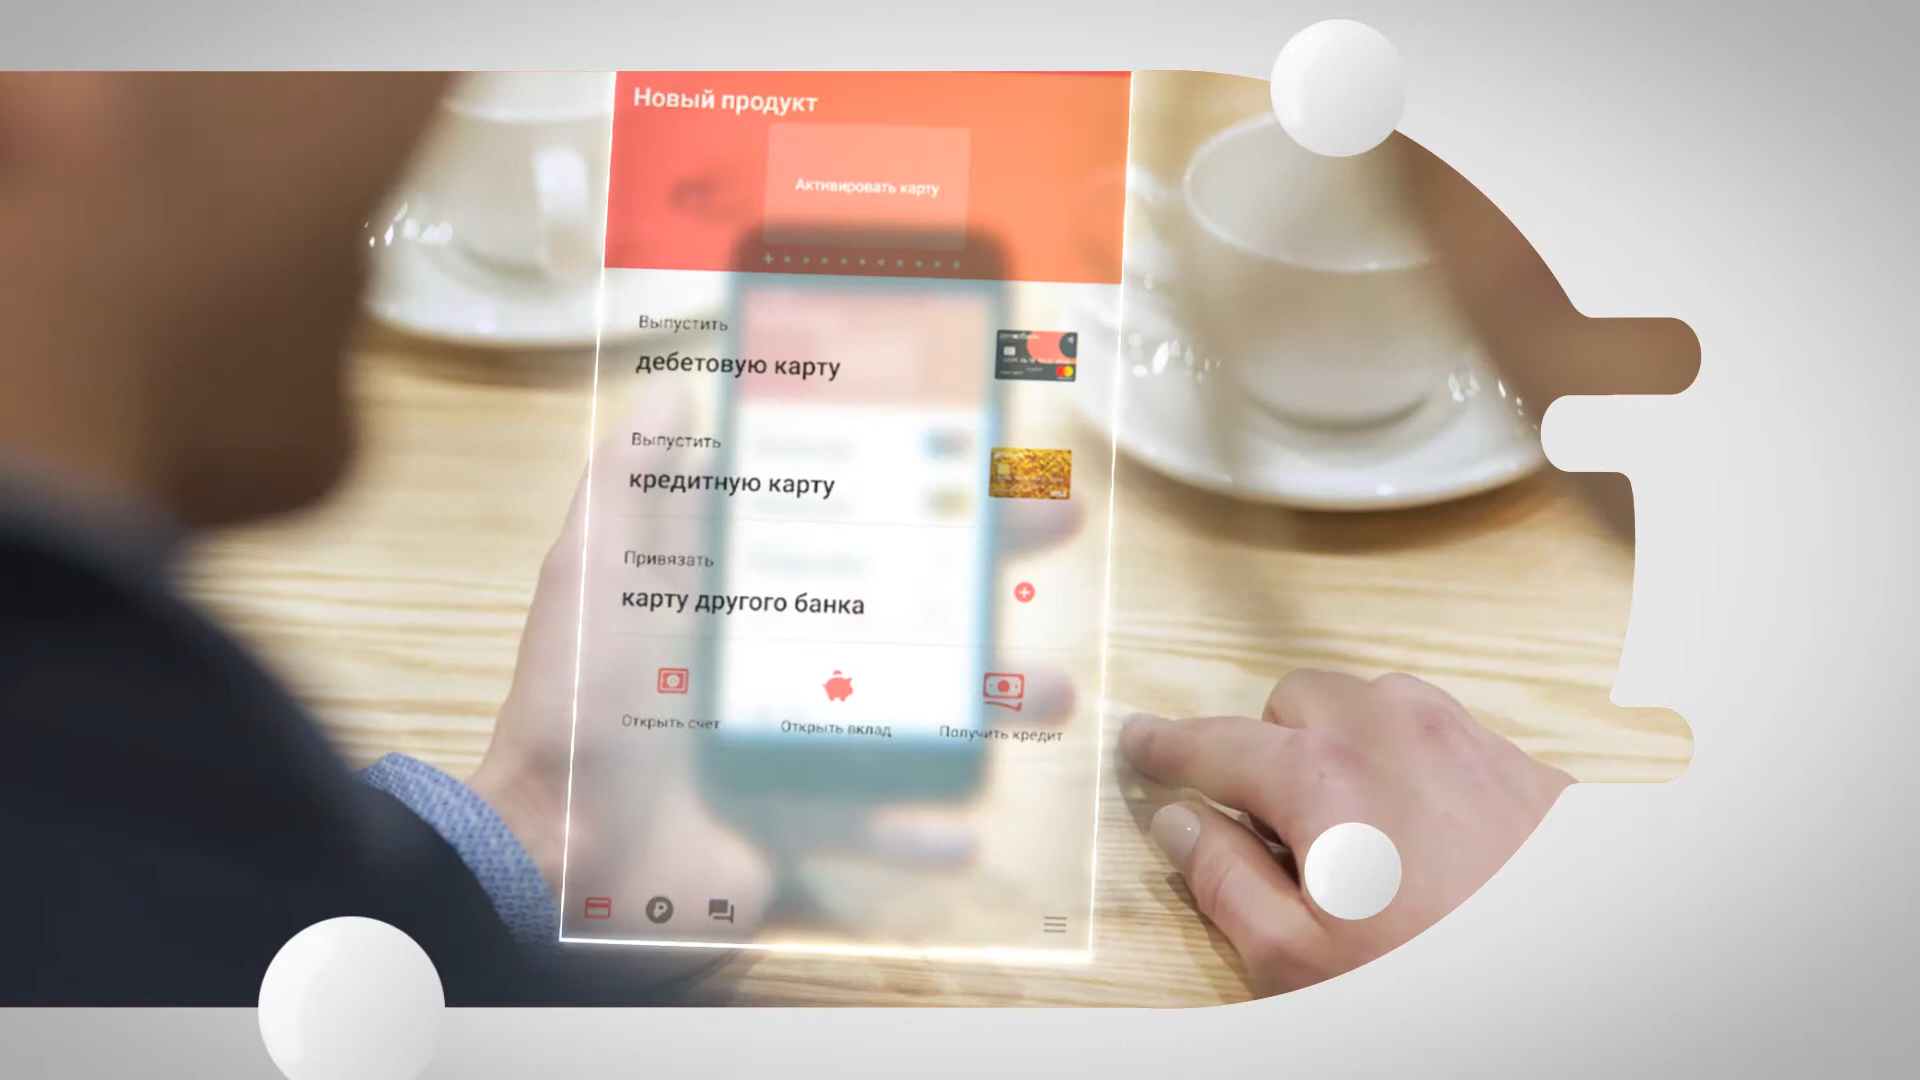 Новый продукт
Активировать карту
Выпустить
дебетовую карту
Выпустить
кредитную карту
Привязать
карту другого банка
Открыть счет
Открыть вклад
Получить кредит